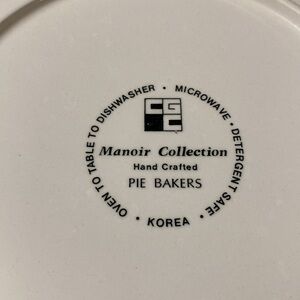 OVEN TO TABLE TO DISHWASHER • MICROWAVE • DETERGENT SAFE •
CGC
Manoir Collection
Hand Crafted
PIE BAKERS
• KOREA •